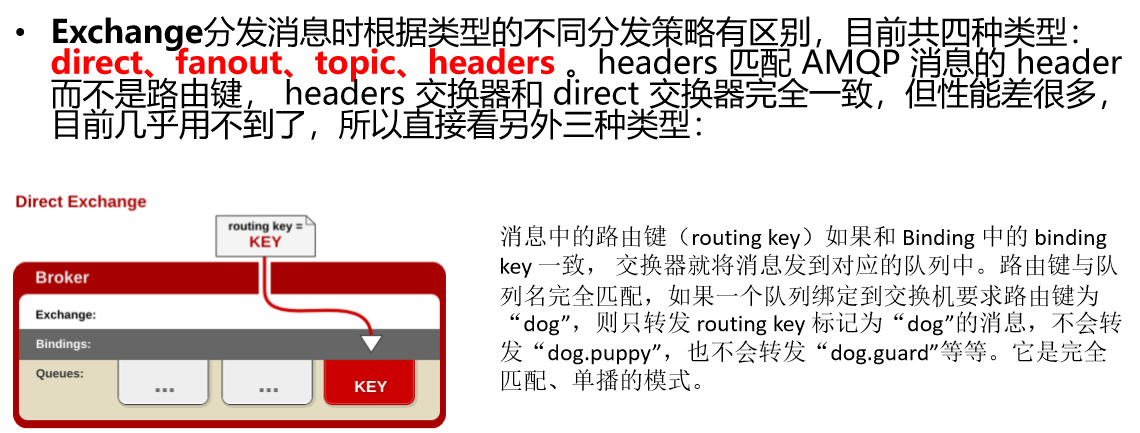 • Exchange分发消息时根据类型的不同分发策略有区别，目前共四种类型：
direct、fanout、topic、headers 。headers 匹配 AMQP 消息的 header
而不是路由键， headers 交换器和 direct 交换器完全一致，但性能差很多，
目前几乎用不到了，所以直接看另外三种类型：
Direct Exchange
routing key =
KEY
Broker
Exchange:
Bindings:
Queues:
...
...
KEY
消息中的路由键（routing key）如果和 Binding 中的 binding
key 一致， 交换器就将消息发到对应的队列中。路由键与队
列名完全匹配，如果一个队列绑定到交换机要求路由键为
“dog”，则只转发 routing key 标记为“dog”的消息，不会转
发“dog.puppy”，也不会转发“dog.guard”等等。它是完全
匹配、单播的模式。